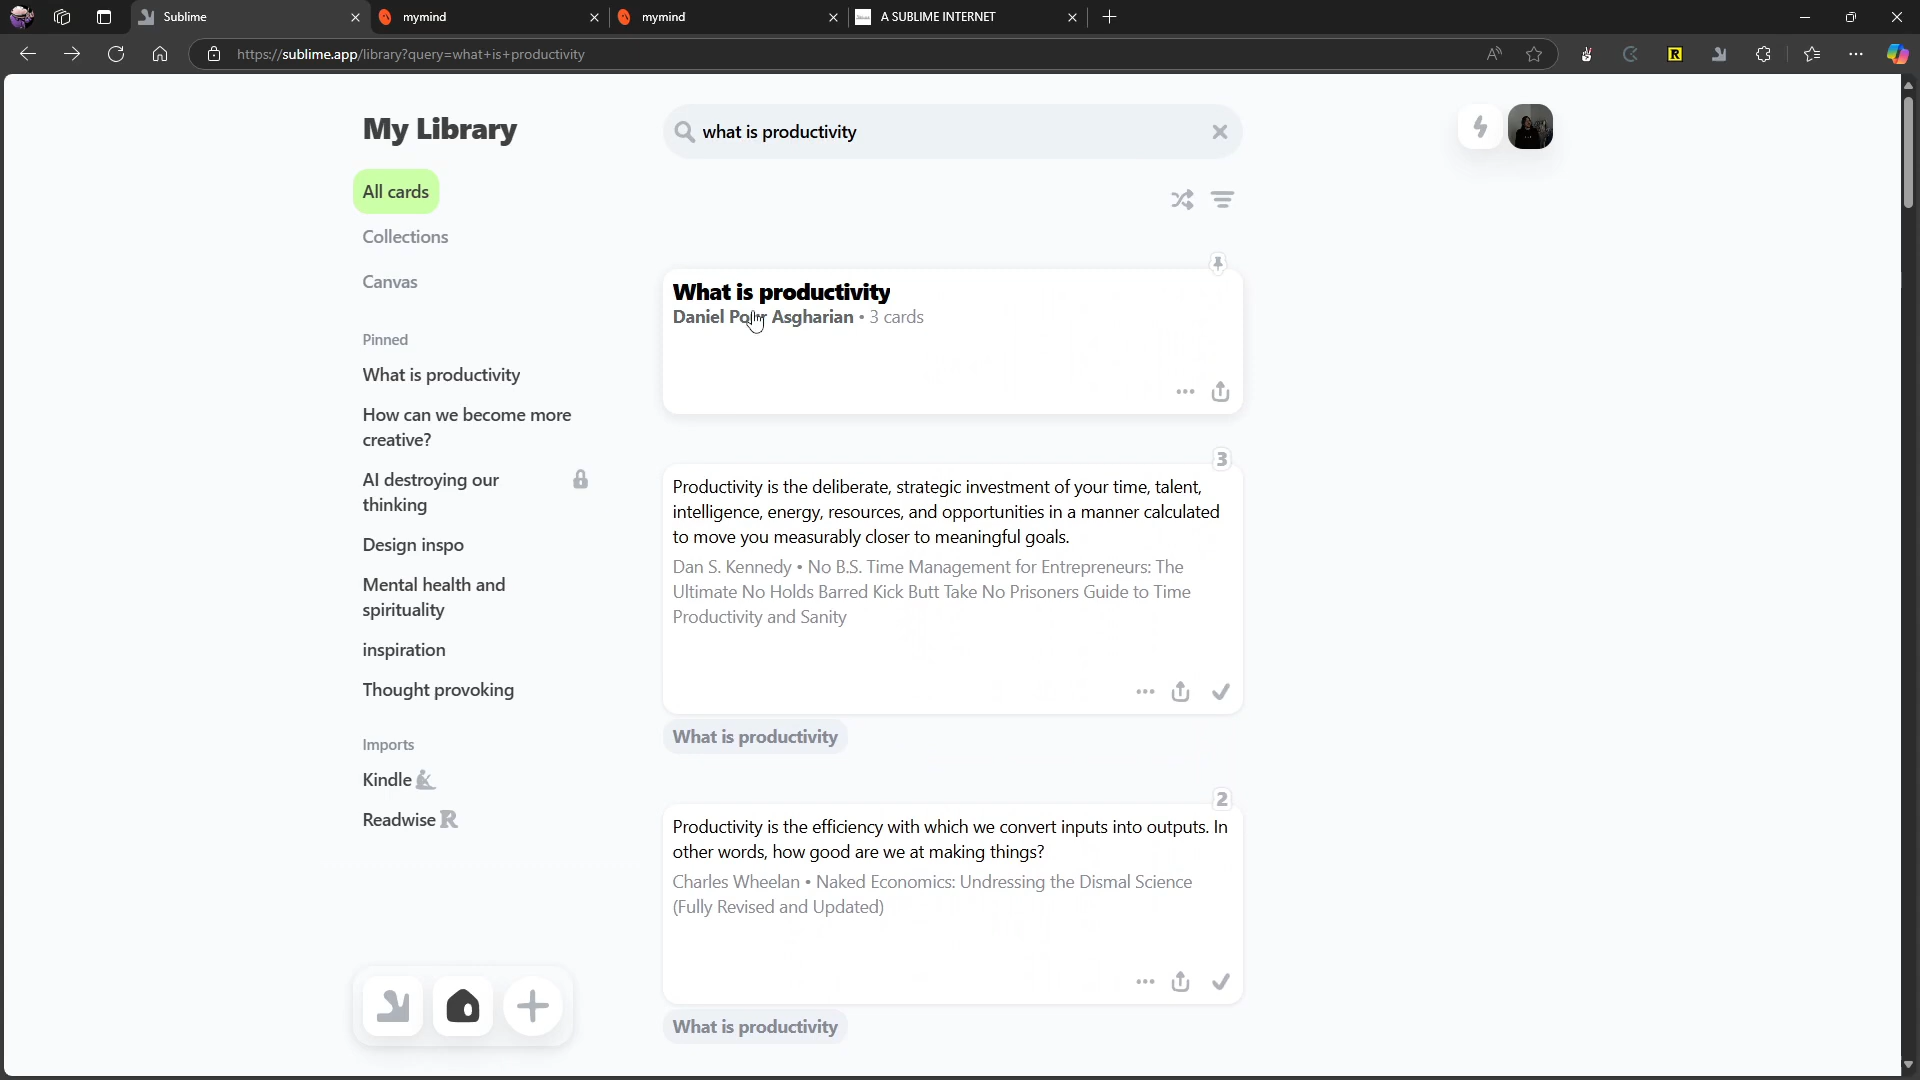 Sublime
mymind
mymind
A SUBLIME INTERNET
https://sublime.app/library?query=what+is+productivity
My Library
what is productivity
All cards
Collections
Canvas
Pinned
What is productivity
How can we become more
creative?
AI destroying our
thinking
Design inspo
Mental health and
spirituality
inspiration
Thought provoking
Imports
Kindle
Readwise R
What is productivity
Daniel Pour Asgharian • 3 cards
3
Productivity is the deliberate, strategic investment of your time, talent,
intelligence, energy, resources, and opportunities in a manner calculated
to move you measurably closer to meaningful goals.
Dan S. Kennedy • No B.S. Time Management for Entrepreneurs: The
Ultimate No Holds Barred Kick Butt Take No Prisoners Guide to Time
Productivity and Sanity
What is productivity
2
Productivity is the efficiency with which we convert inputs into outputs. In
other words, how good are we at making things?
Charles Wheelan • Naked Economics: Undressing the Dismal Science
(Fully Revised and Updated)
What is productivity